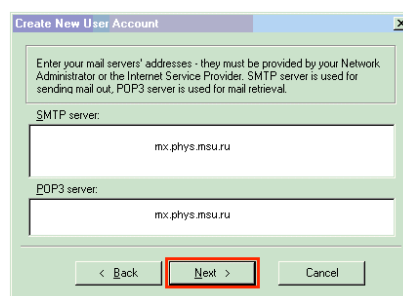 Create New User Account
Enter your mail servers' addresses - they must be provided by your Network
Administrator or the Internet Service Provider. SMTP server is used for
sending mail out, POP3 server is used for mail retrieval.
SMTP server:
mx.phys.msu.ru
POP3 server:
mx.phys.msu.ru
< Back Next > Cancel